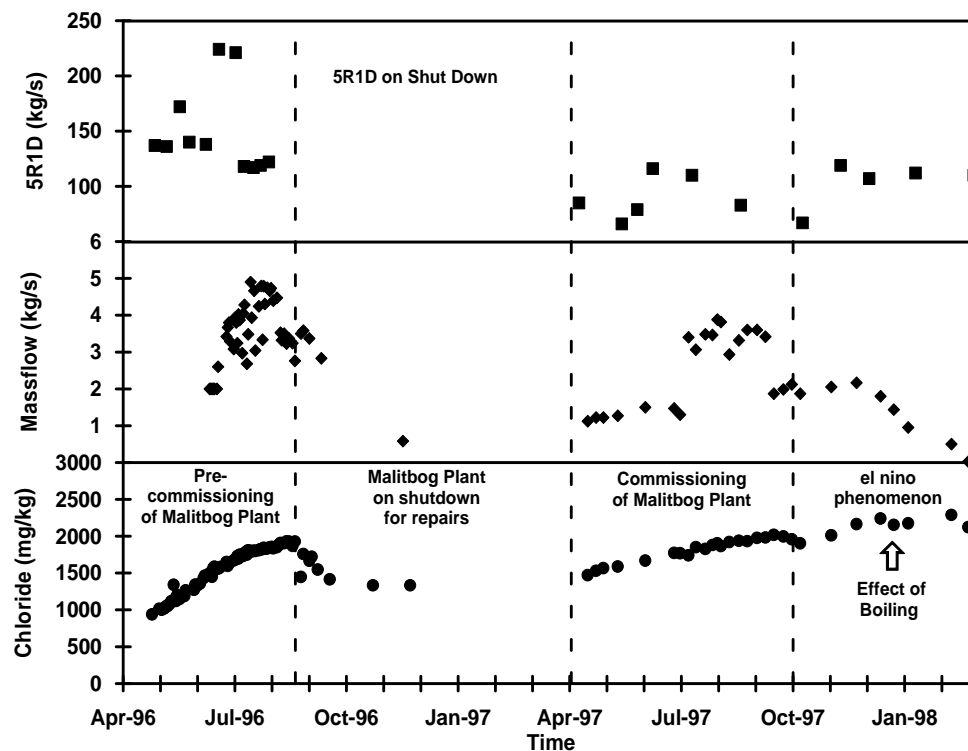 5R1D (kg/s)
250
200
150
100
6
5R1D on Shut Down
Massflow (kg/s)
5
4
3
2
1
3000
Chloride (mg/kg)
2500
2000
1500
1000
500
0
Pre-
commissioning
of Malitbog Plant
Malitbog Plant
on shutdown
for repairs
Commissioning
of Malitbog Plant
el nino
phenomenon
Effect of
Boiling
Apr-96 Jul-96 Oct-96 Jan-97 Apr-97 Jul-97 Oct-97 Jan-98
Time